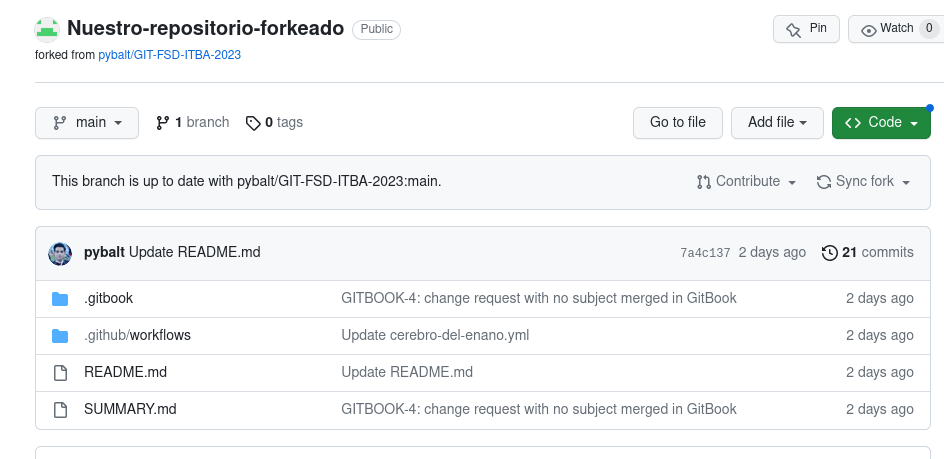 Nuestro-repositorio-forkeado Public Pin Watch 0
forked from pybalt/GIT-FSD-ITBA-2023
main 1 branch 0 tags Go to file Add file Code
This branch is up to date with pybalt/GIT-FSD-ITBA-2023:main. Contribute Sync fork
pybalt Update README.md 7a4c137 2 days ago 21 commits
.gitbook GITBOOK-4: change request with no subject merged in GitBook 2 days ago
.github/workflows Update cerebro-del-enano.yml 2 days ago
README.md Update README.md 2 days ago
SUMMARY.md GITBOOK-4: change request with no subject merged in GitBook 2 days ago